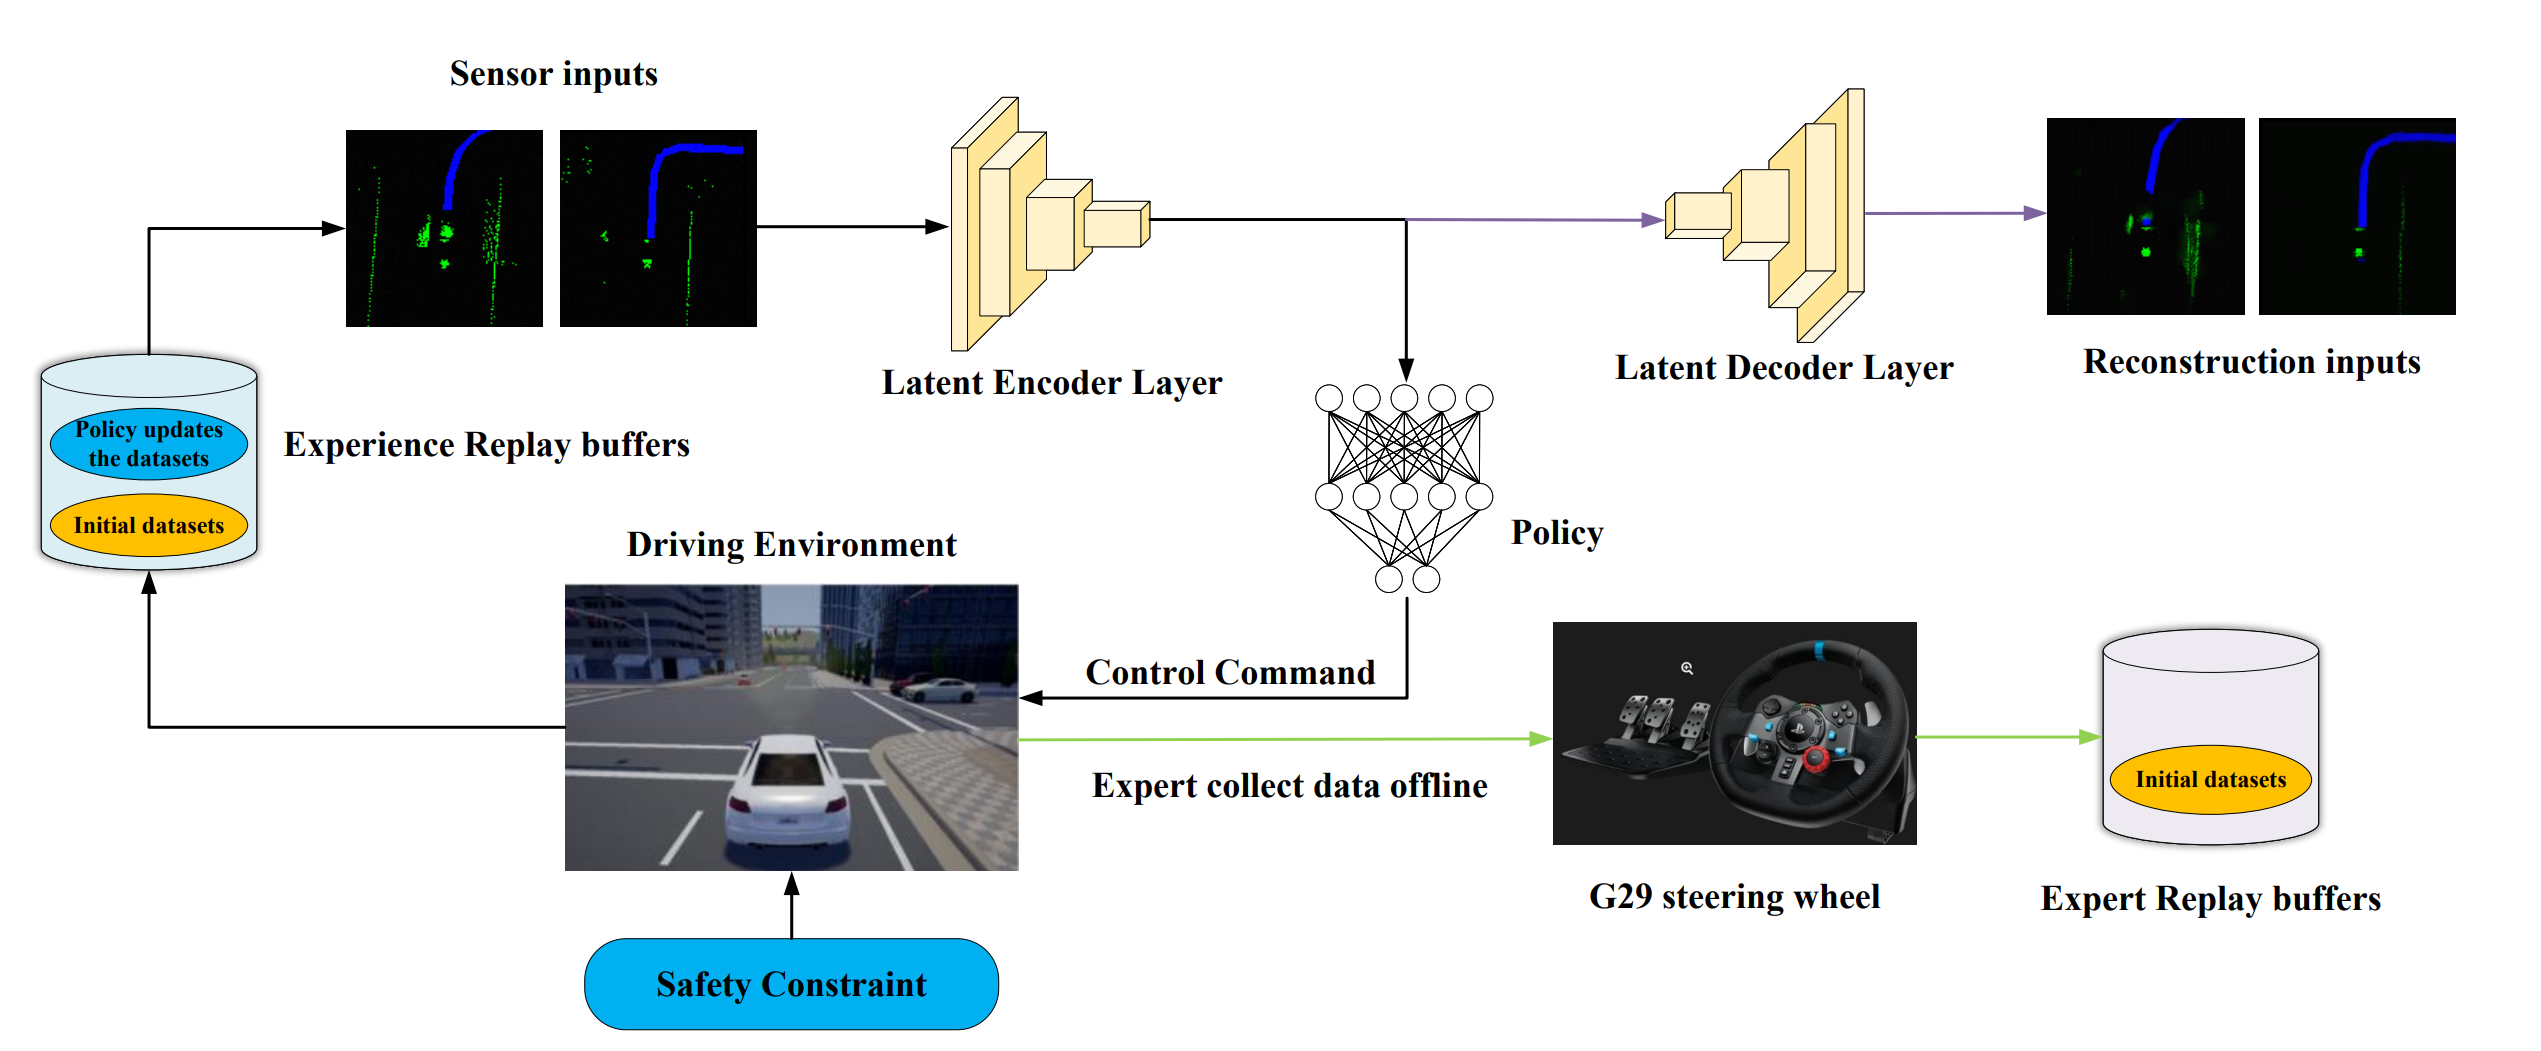 Sensor inputs
Latent Encoder Layer
Latent Decoder Layer
Reconstruction inputs
Policy updates
the datasets
Initial datasets
Experience Replay buffers
Driving Environment
Policy
Control Command
Expert collect data offline
G29 steering wheel
Initial datasets
Expert Replay buffers
Safety Constraint